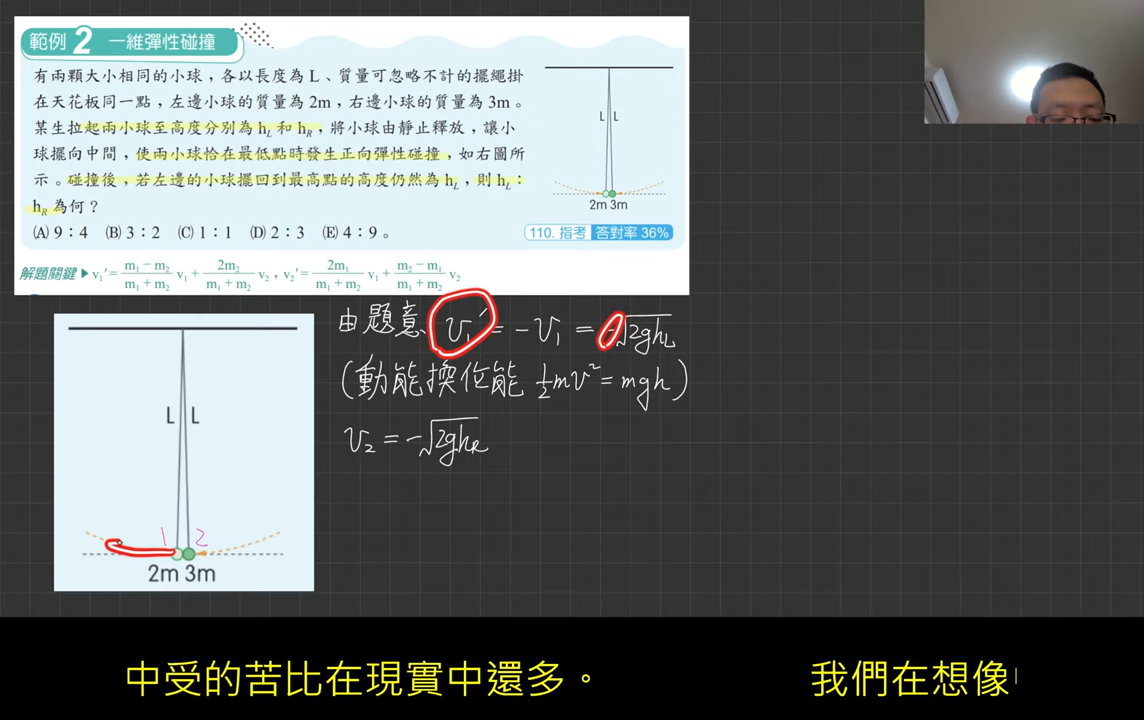 範例2 一維彈性碰撞
有兩顆大小相同的小球，各以長度為 L、質量可忽略不計的擺繩掛
在天花板同一點，左邊小球的質量為 2m，右邊小球的質量為 3m。
某生拉起兩小球至高度分別為 h_L 和 h_R，將小球由靜止釋放，讓小
球擺向中間，使兩小球恰在最低點時發生正向彈性碰撞，如右圖所
示。碰撞後，若左邊的小球擺回到最高點的高度仍然為 h_L，則 h_L：
h_R 為何？
(A) 9：4 (B) 3：2 (C) 1：1 (D) 2：3 (E) 4：9。
L L
2m 3m
110. 指考 答對率 36%
解題關鍵▶ v₁′= (m₁－m₂)/(m₁＋m₂) v₁＋ 2m₂/(m₁＋m₂) v₂，v₂′= 2m₁/(m₁＋m₂) v₁＋ (m₂－m₁)/(m₁＋m₂) v₂
由題意 v₁′ = -v₁ = -√2gh_L
(動能換位能 ½mv² = mgh)
v₂ = -√2gh_R
L L
1 2
2m 3m
中受的苦比在現實中還多。 我們在想像